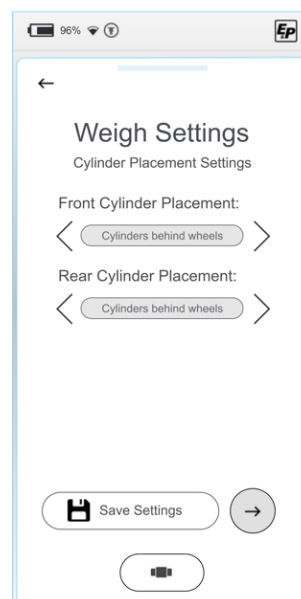 96%
E&P
Weigh Settings
Cylinder Placement Settings
Front Cylinder Placement:
Cylinders behind wheels
Rear Cylinder Placement:
Cylinders behind wheels
Save Settings